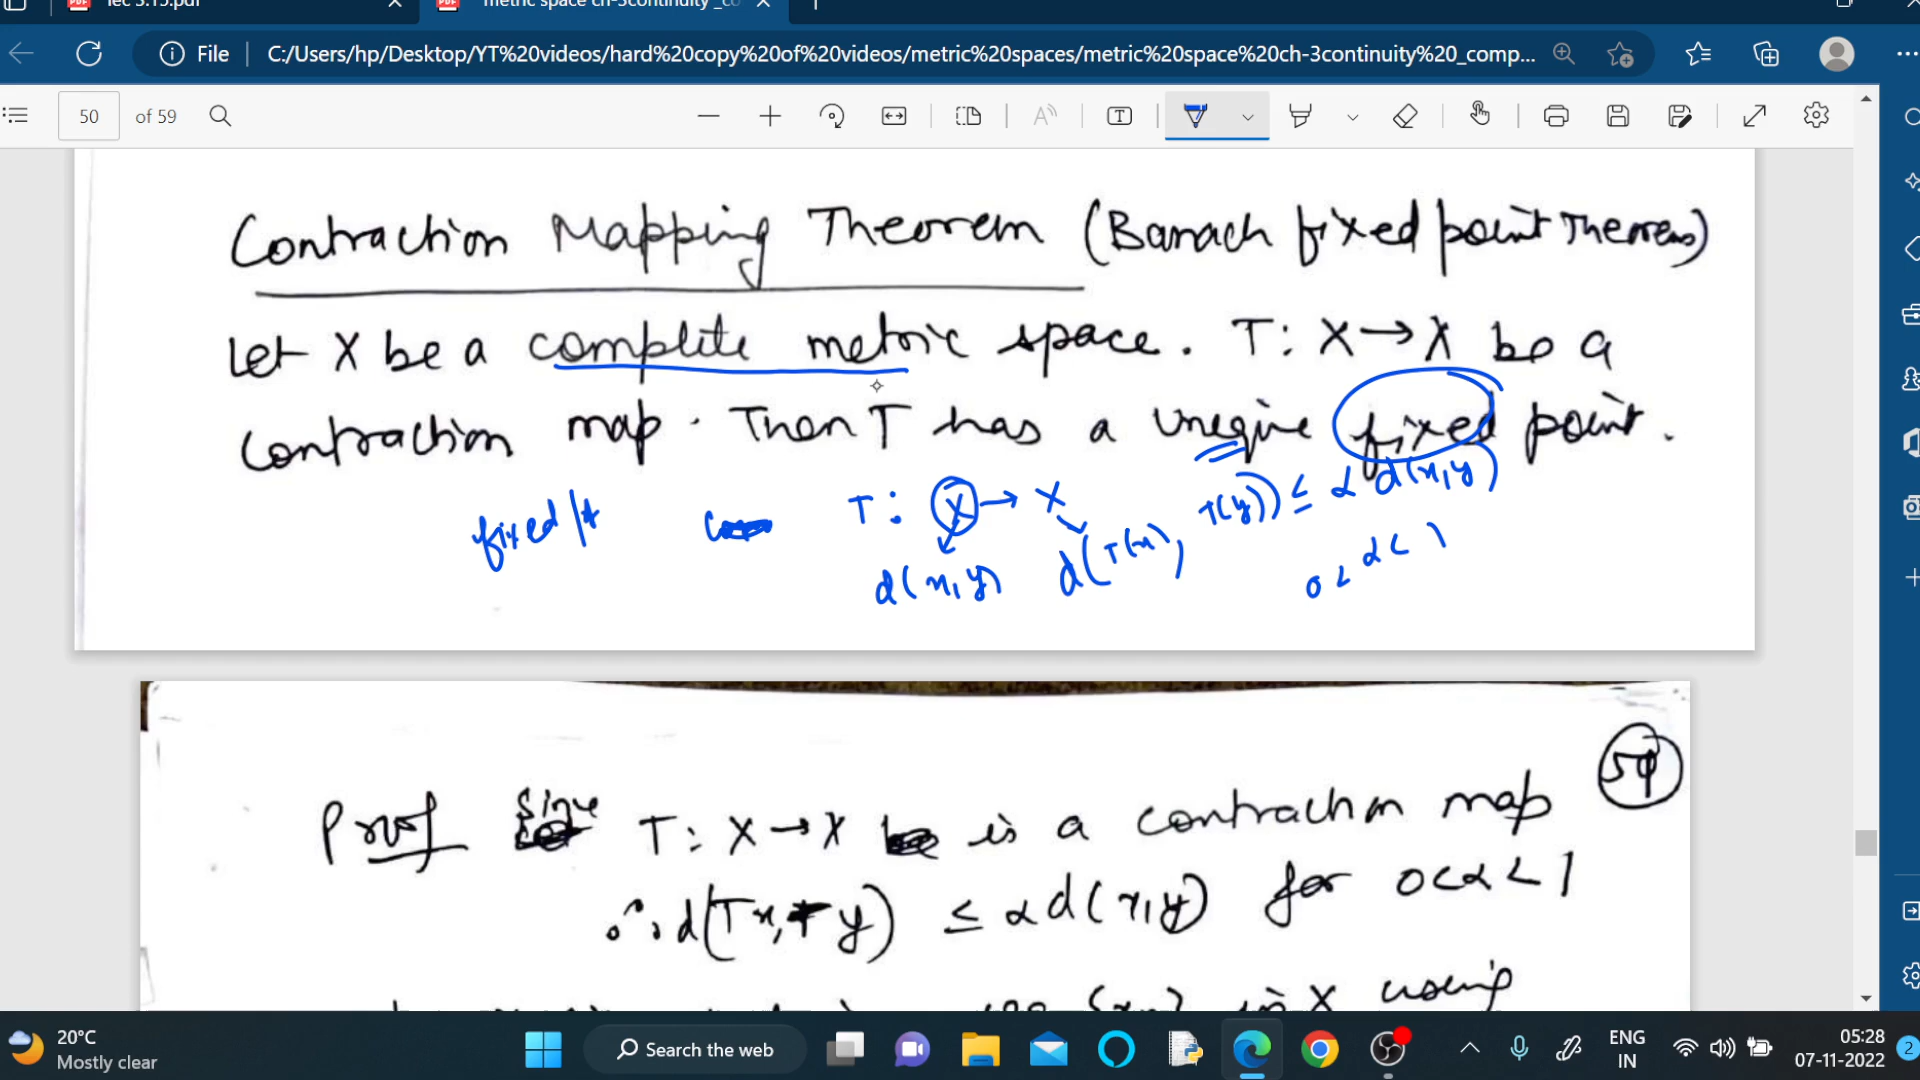 lec 3.15.pdf
metric space ch-3continuity _co
File
C:/Users/hp/Desktop/YT%20videos/hard%20copy%20of%20videos/metric%20spaces/metric%20space%20ch-3continuity%20_comp...
50 of 59
Contraction Mapping Theorem (Banach fixed point Theorem)
Let X be a complete metric space. T: X → X be a
contraction map. Then T has a unique fixed point.
fixed pt T: X → X T(y)) ≤ α d(x,y)
d(x,y) d(T(x), 0 < α < 1
54
Proof Since T: X → X is a contraction map
∴ d(Tx, Ty) ≤ α d(x,y) for 0<α<1
in X using
20°C
Mostly clear
Search the web
ENG
IN
05:28
07-11-2022
2